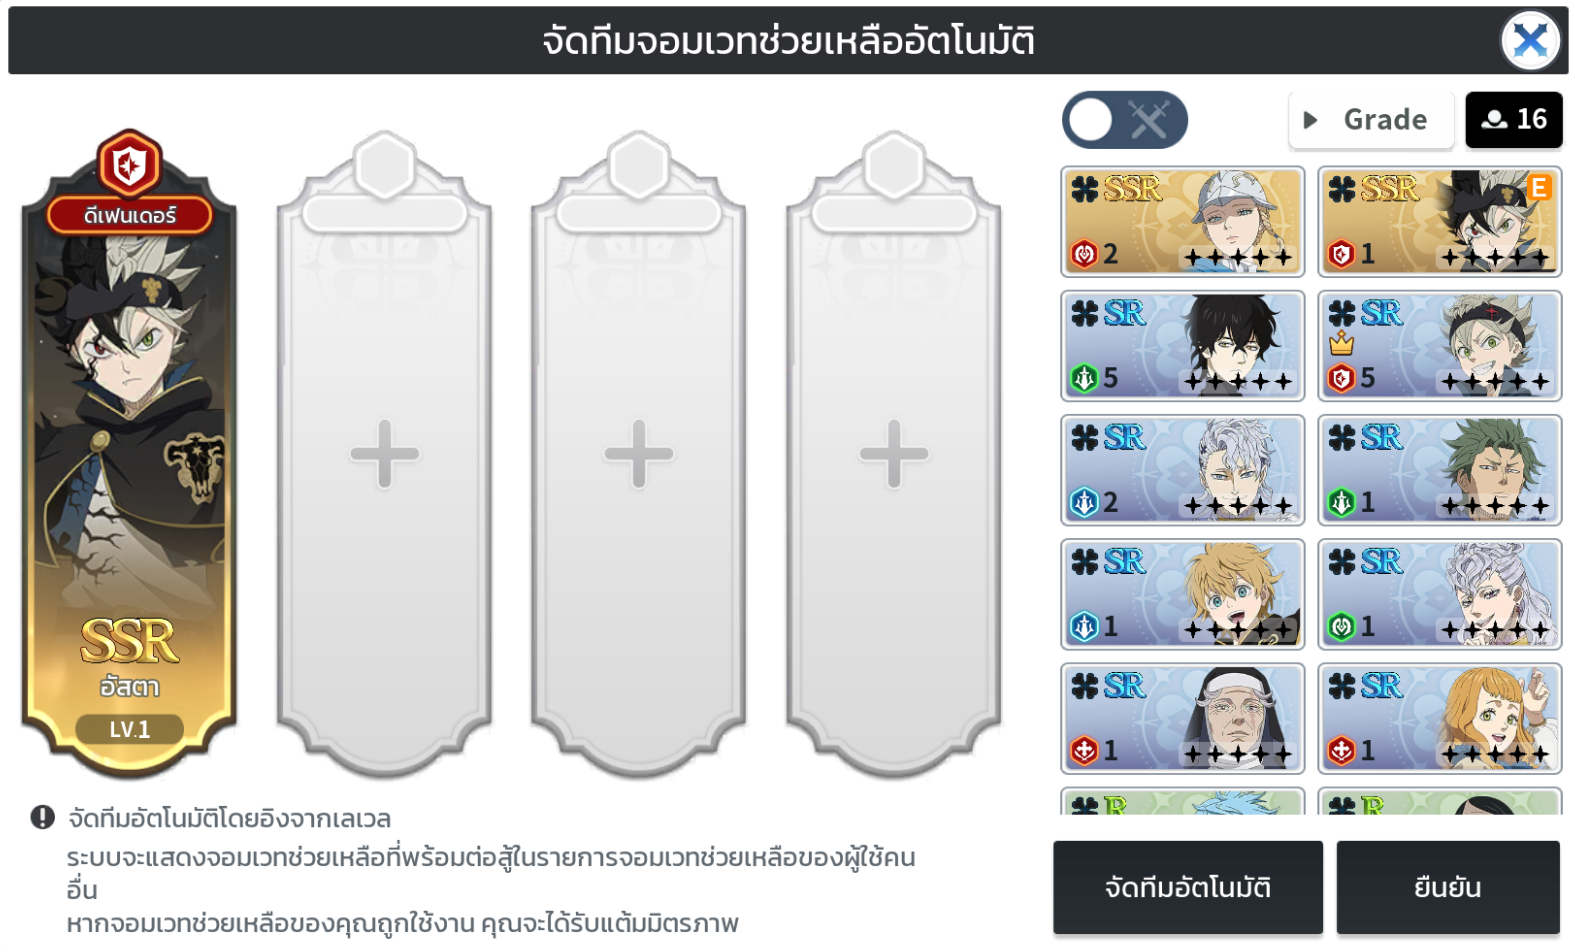 จัดทีมจอมเวทช่วยเหลืออัตโนมัติ
Grade
16
ดีเฟนเดอร์
SSR
อัสตา
LV.1
SSR
2
SSR
E
1
SR
5
SR
5
SR
2
SR
1
SR
1
SR
1
SR
1
SR
1
R
R
จัดทีมอัตโนมัติโดยอิงจากเลเวล
ระบบจะแสดงจอมเวทช่วยเหลือที่พร้อมต่อสู้ในรายการจอมเวทช่วยเหลือของผู้ใช้คน
อื่น
หากจอมเวทช่วยเหลือของคุณถูกใช้งาน คุณจะได้รับแต้มมิตรภาพ
จัดทีมอัตโนมัติ
ยืนยัน